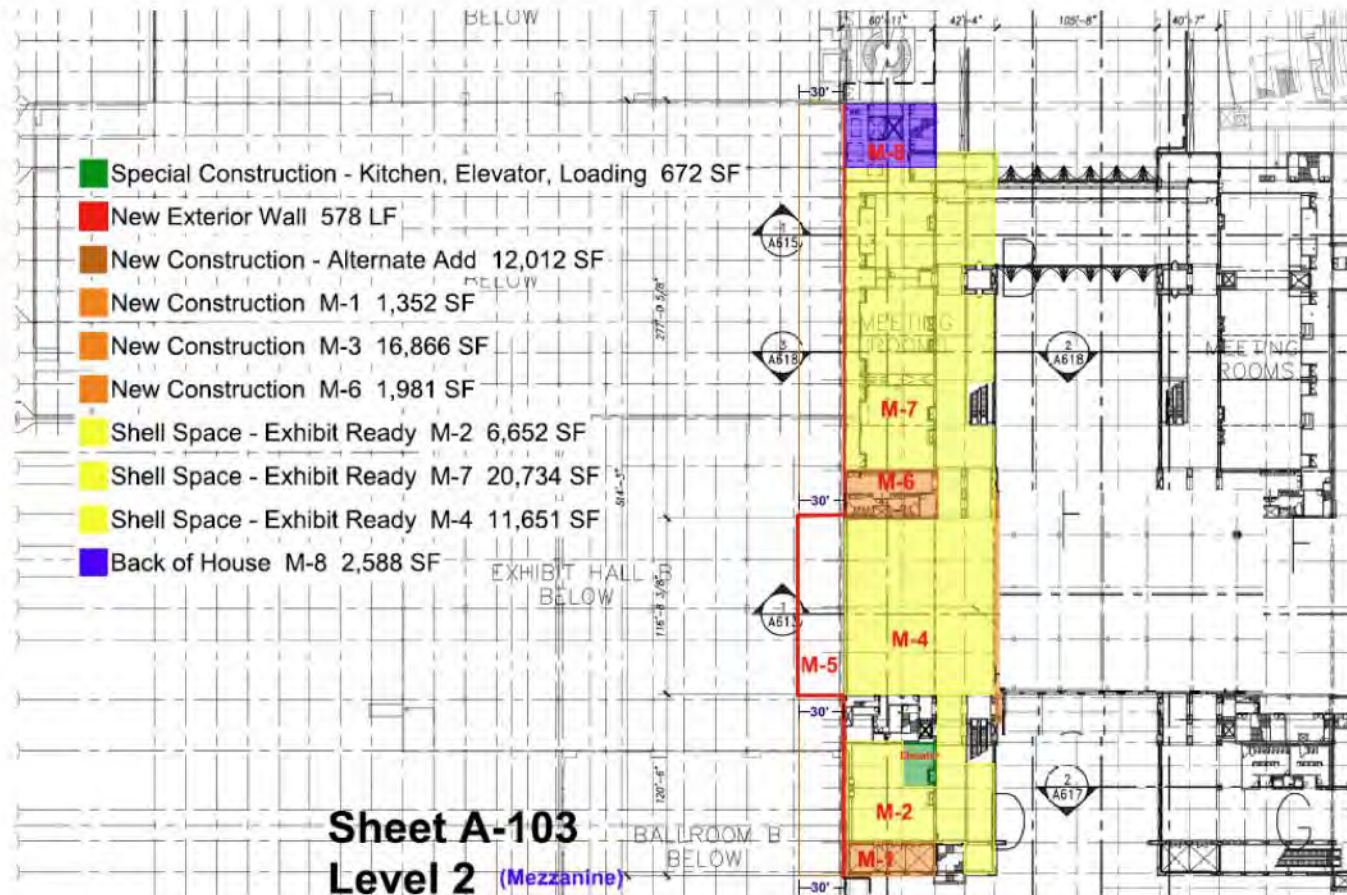 BELOW
60'-11"
42'-4"
105'-8"
40'-7"
30'
M-8
Special Construction - Kitchen, Elevator, Loading 672 SF
New Exterior Wall 578 LF
New Construction - Alternate Add 12,012 SF
BELOW
New Construction M-1 1,352 SF
New Construction M-3 16,866 SF
New Construction M-6 1,981 SF
Shell Space - Exhibit Ready M-2 6,652 SF
Shell Space - Exhibit Ready M-7 20,734 SF
Shell Space - Exhibit Ready M-4 11,651 SF
Back of House M-8 2,588 SF
1
A615
277'-0 5/8"
3
A618
MEETING
ROOMS
2
A618
MEETING
ROOMS
M-7
M-6
514'-3"
30'
EXHIBIT HALL B
BELOW
116'-8 3/8"
1
A613
M-4
M-5
30'
Elevator
120'-6"
2
A617
M-2
G
Sheet A-103
BALLROOM B
BELOW
M-1
Level 2 (Mezzanine)
30'